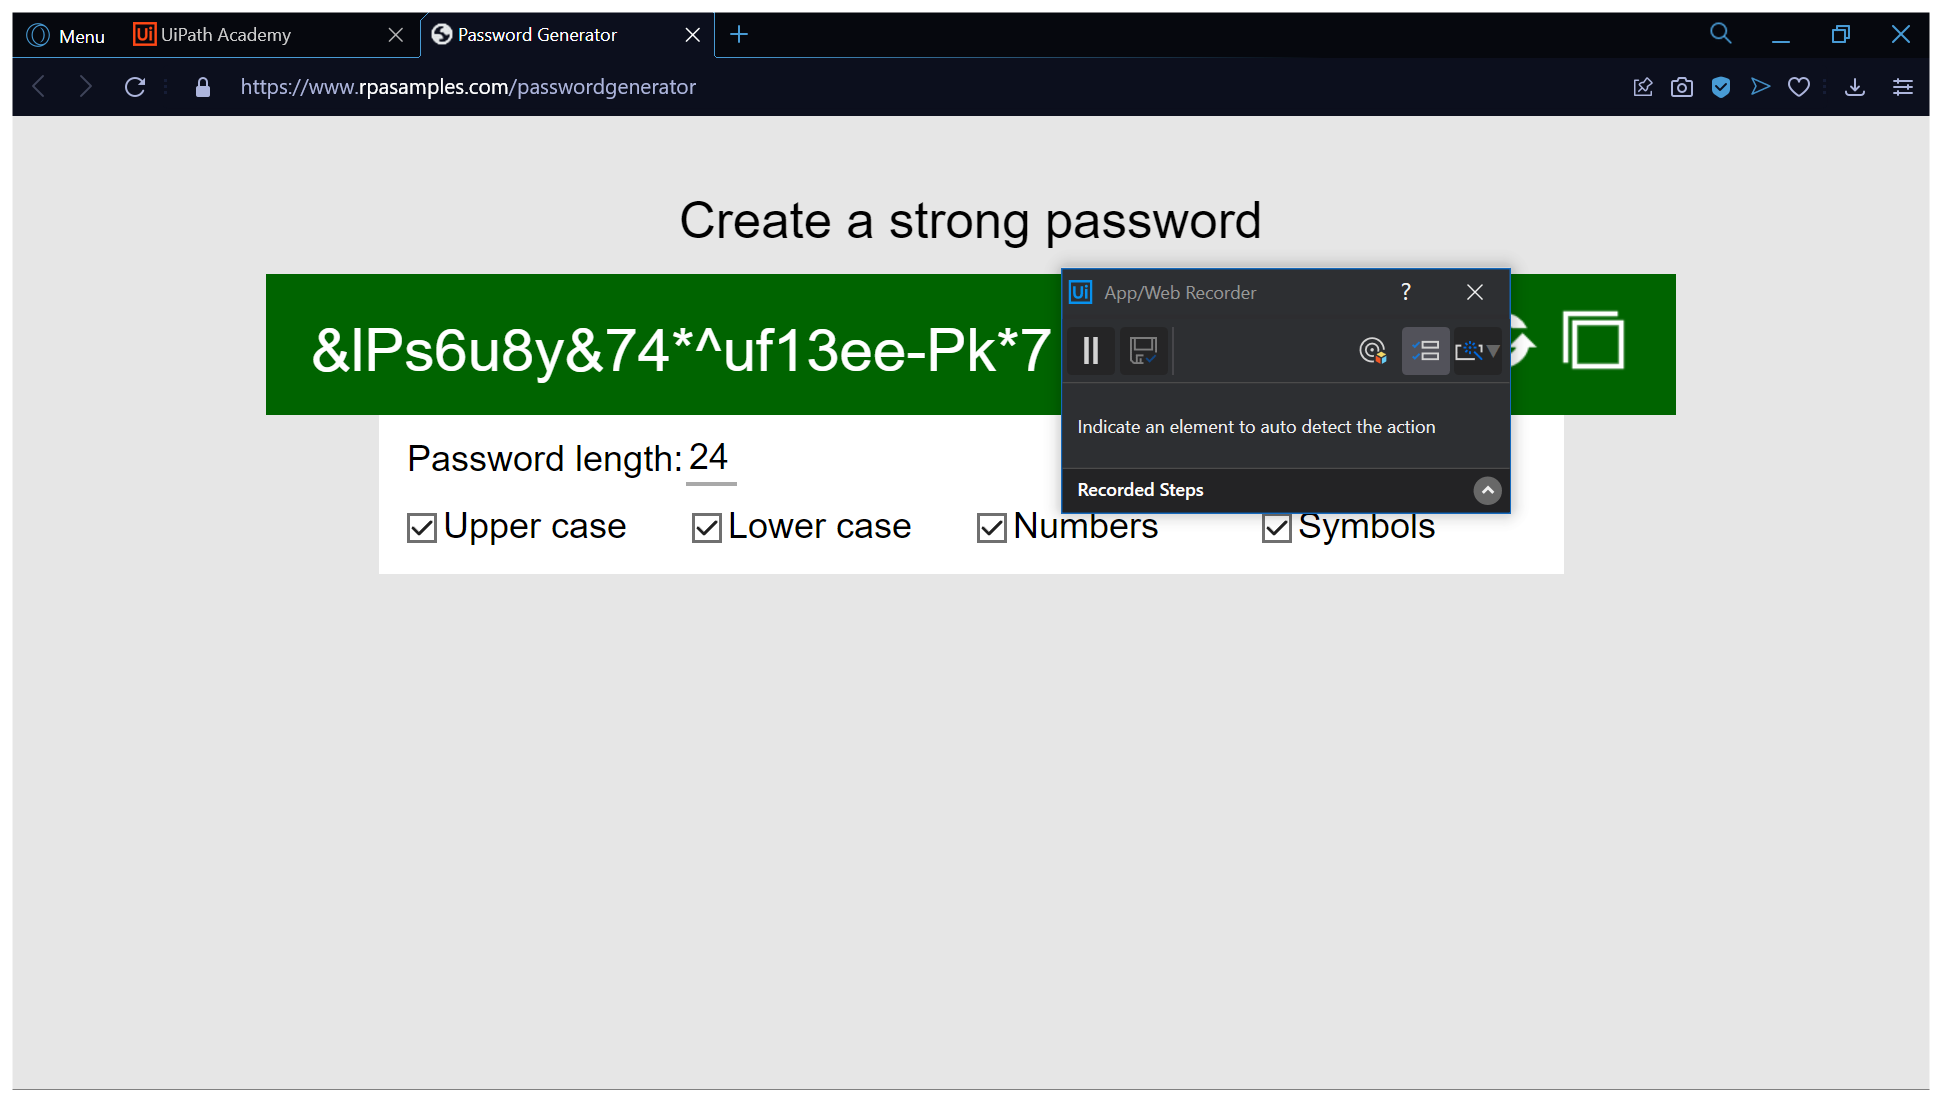 Menu
Ui UiPath Academy
Password Generator
https://www.rpasamples.com/passwordgenerator
Create a strong password
&lPs6u8y&74*^uf13ee-Pk*7
Ui App/Web Recorder ?
Indicate an element to auto detect the action
Recorded Steps
Password length: 24
Upper case
Lower case
Numbers
Symbols